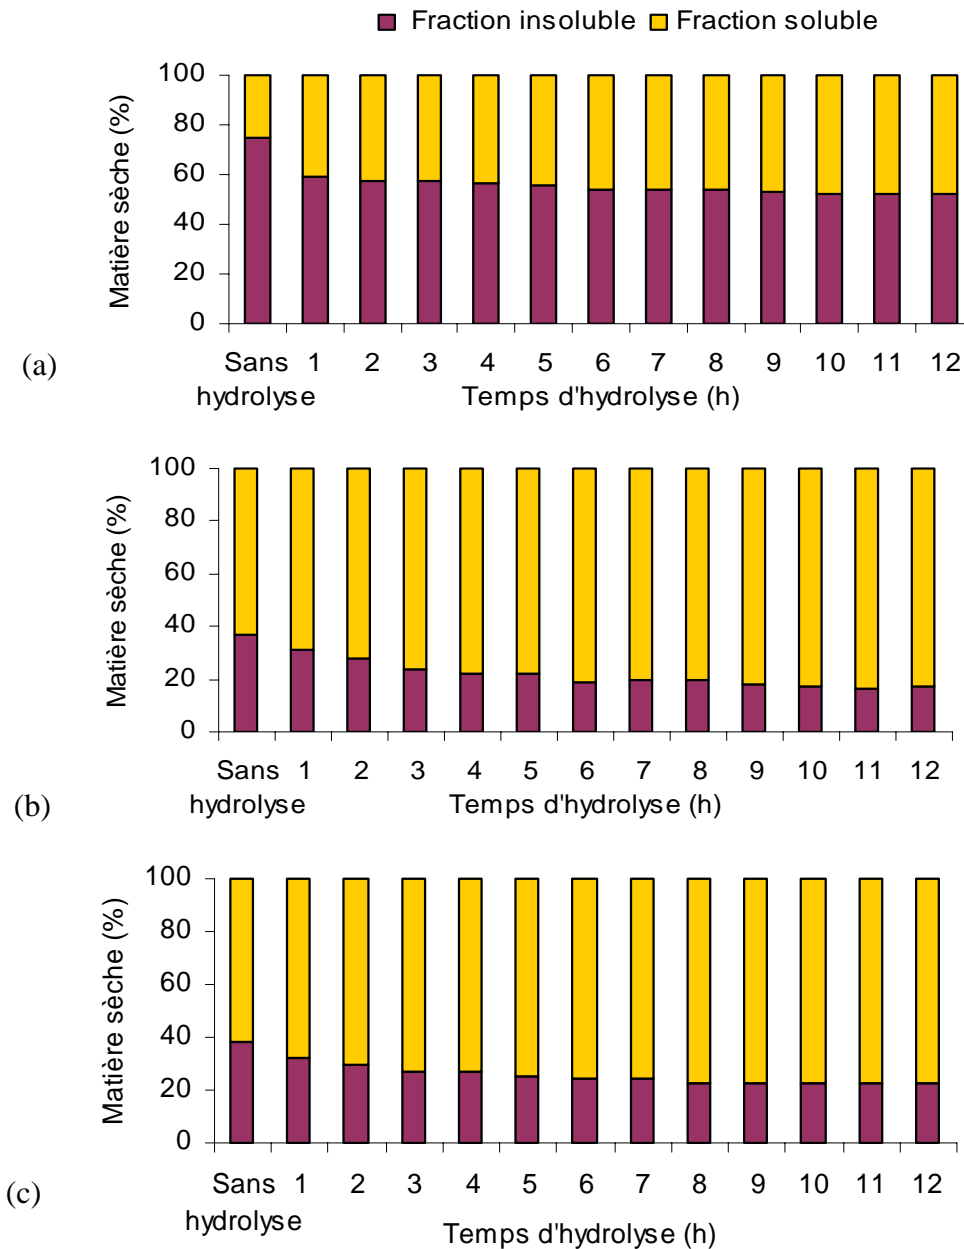 Fraction insoluble Fraction soluble
Matière sèche (%)
100
80
60
40
20
0
Sans 1 2 3 4 5 6 7 8 9 10 11 12
hydrolyse Temps d'hydrolyse (h)
(a)
Matière sèche (%)
100
80
60
40
20
0
Sans 1 2 3 4 5 6 7 8 9 10 11 12
hydrolyse Temps d'hydrolyse (h)
(b)
Matière sèche (%)
100
80
60
40
20
0
Sans 1 2 3 4 5 6 7 8 9 10 11 12
hydrolyse Temps d'hydrolyse (h)
(c)